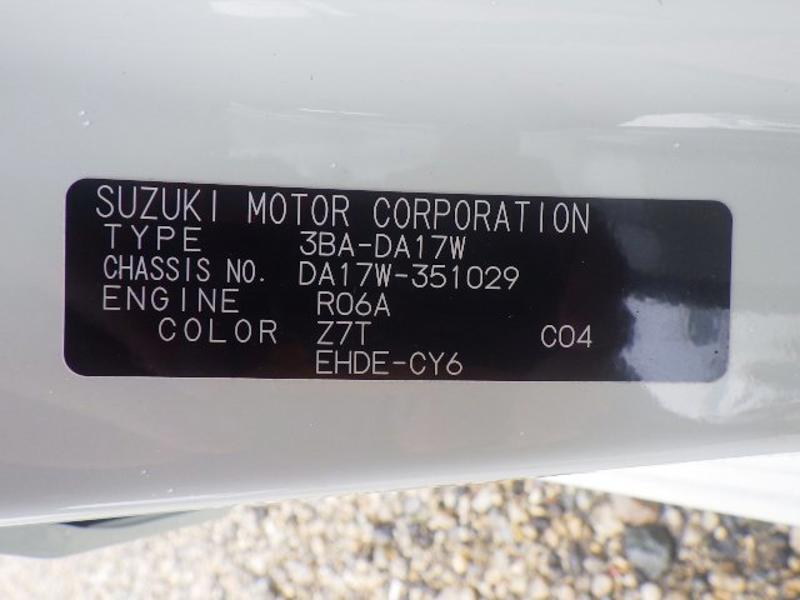 SUZUKI MOTOR CORPORATION
TYPE 3BA-DA17W
CHASSIS NO. DA17W-351029
ENGINE R06A
COLOR Z7T C04
EHDE-CY6